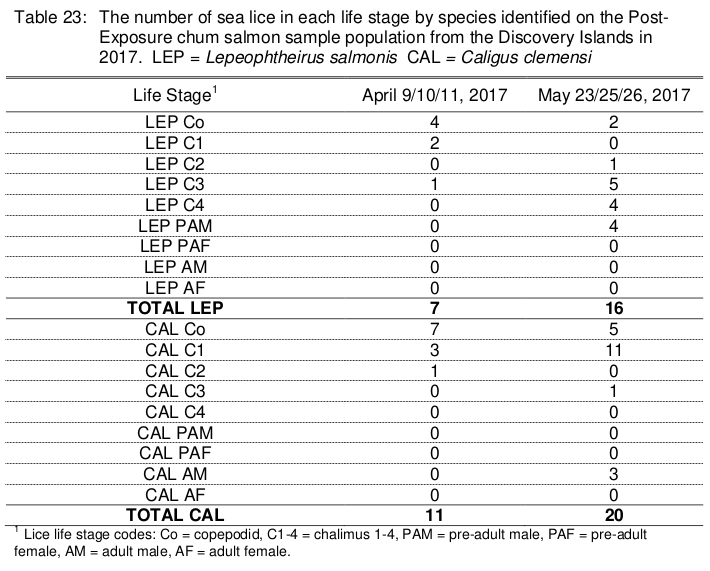 Table 23: The number of sea lice in each life stage by species identified on the Post-
Exposure chum salmon sample population from the Discovery Islands in
2017. LEP = Lepeophtheirus salmonis CAL = Caligus clemensi
Life Stage1 April 9/10/11, 2017 May 23/25/26, 2017
LEP Co 4 2
LEP C1 2 0
LEP C2 0 1
LEP C3 1 5
LEP C4 0 4
LEP PAM 0 4
LEP PAF 0 0
LEP AM 0 0
LEP AF 0 0
TOTAL LEP 7 16
CAL Co 7 5
CAL C1 3 11
CAL C2 1 0
CAL C3 0 1
CAL C4 0 0
CAL PAM 0 0
CAL PAF 0 0
CAL AM 0 3
CAL AF 0 0
TOTAL CAL 11 20
1 Lice life stage codes: Co = copepodid, C1-4 = chalimus 1-4, PAM = pre-adult male, PAF = pre-adult
female, AM = adult male, AF = adult female.